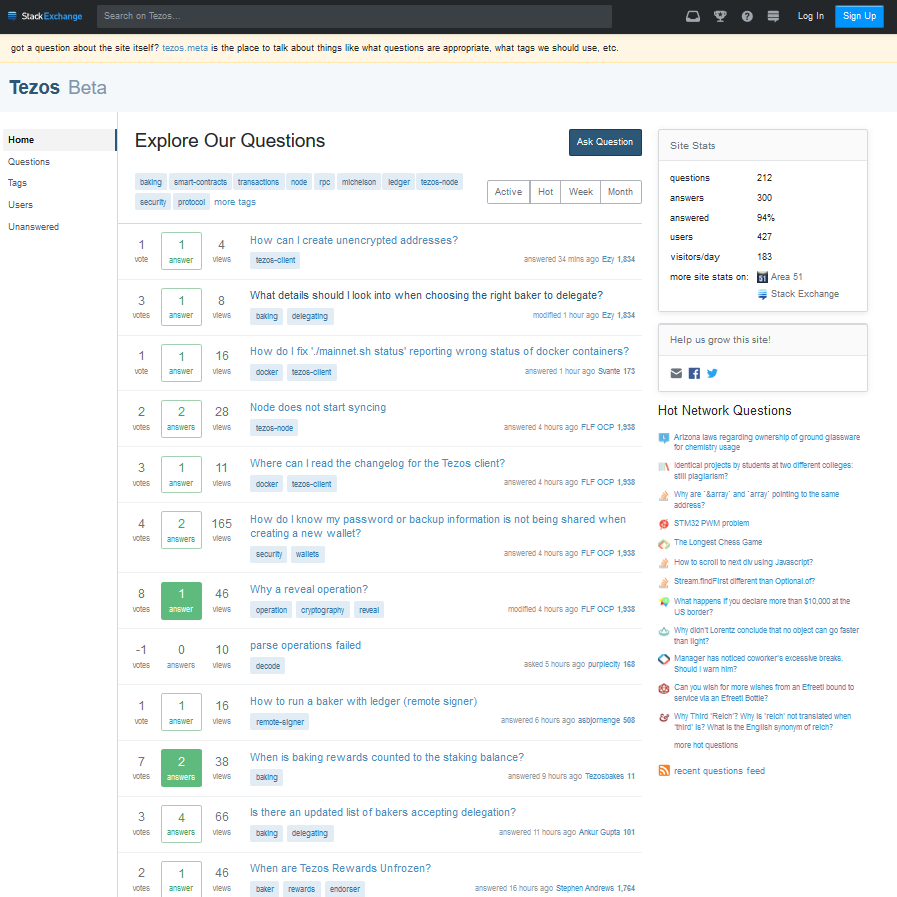 StackExchange
Search on Tezos...
Log In
Sign Up
got a question about the site itself? tezos.meta is the place to talk about things like what questions are appropriate, what tags we should use, etc.
Tezos Beta
Home
Questions
Tags
Users
Unanswered
Explore Our Questions
Ask Question
baking smart-contracts transactions node rpc michelson ledger tezos-node
security protocol more tags
Active Hot Week Month
1 vote
1 answer
4 views
How can I create unencrypted addresses?
tezos-client
answered 34 mins ago Ezy 1,834
3 votes
1 answer
8 views
What details should I look into when choosing the right baker to delegate?
baking delegating
modified 1 hour ago Ezy 1,834
1 vote
1 answer
16 views
How do I fix './mainnet.sh status' reporting wrong status of docker containers?
docker tezos-client
answered 1 hour ago Svante 173
2 votes
2 answers
28 views
Node does not start syncing
tezos-node
answered 4 hours ago FLF OCP 1,938
3 votes
1 answer
11 views
Where can I read the changelog for the Tezos client?
docker tezos-client
answered 4 hours ago FLF OCP 1,938
4 votes
2 answers
165 views
How do I know my password or backup information is not being shared when
creating a new wallet?
security wallets
answered 4 hours ago FLF OCP 1,938
8 votes
1 answer
46 views
Why a reveal operation?
operation cryptography reveal
modified 4 hours ago FLF OCP 1,938
-1 votes
0 answers
10 views
parse operations failed
decode
asked 5 hours ago purplecity 168
1 vote
1 answer
16 views
How to run a baker with ledger (remote signer)
remote-signer
answered 6 hours ago asbjornenge 508
7 votes
2 answers
38 views
When is baking rewards counted to the staking balance?
baking
answered 9 hours ago Tezosbakes 11
3 votes
4 answers
66 views
Is there an updated list of bakers accepting delegation?
baking delegating
answered 11 hours ago Ankur Gupta 101
2 votes
1 answer
46 views
When are Tezos Rewards Unfrozen?
baker rewards endorser
answered 16 hours ago Stephen Andrews 1,764
Site Stats
questions 212
answers 300
answered 94%
users 427
visitors/day 183
more site stats on: 51 Area 51
Stack Exchange
Help us grow this site!
Hot Network Questions
Arizona laws regarding ownership of ground glassware
for chemistry usage
Identical projects by students at two different colleges:
still plagiarism?
Why are `&array` and `array` pointing to the same
address?
STM32 PWM problem
The Longest Chess Game
How to scroll to next div using Javascript?
Stream.findFirst different than Optional.of?
What happens if you declare more than $10,000 at the
US border?
Why didn't Lorentz conclude that no object can go faster
than light?
Manager has noticed coworker's excessive breaks.
Should I warn him?
Can you wish for more wishes from an Efreeti bound to
service via an Efreeti Bottle?
Why Third 'Reich'? Why is 'reich' not translated when
'third' is? What is the English synonym of reich?
more hot questions
recent questions feed